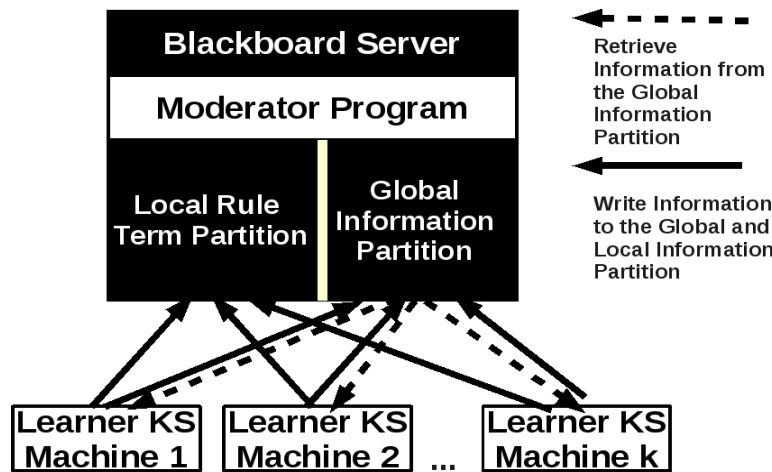 Blackboard Server
Moderator Program
Local Rule
Term Partition
Global
Information
Partition
Retrieve
Information from
the Global
Information
Partition
Write Information
to the Global and
Local Information
Partition
Learner KS
Machine 1
Learner KS
Machine 2
...
Learner KS
Machine k